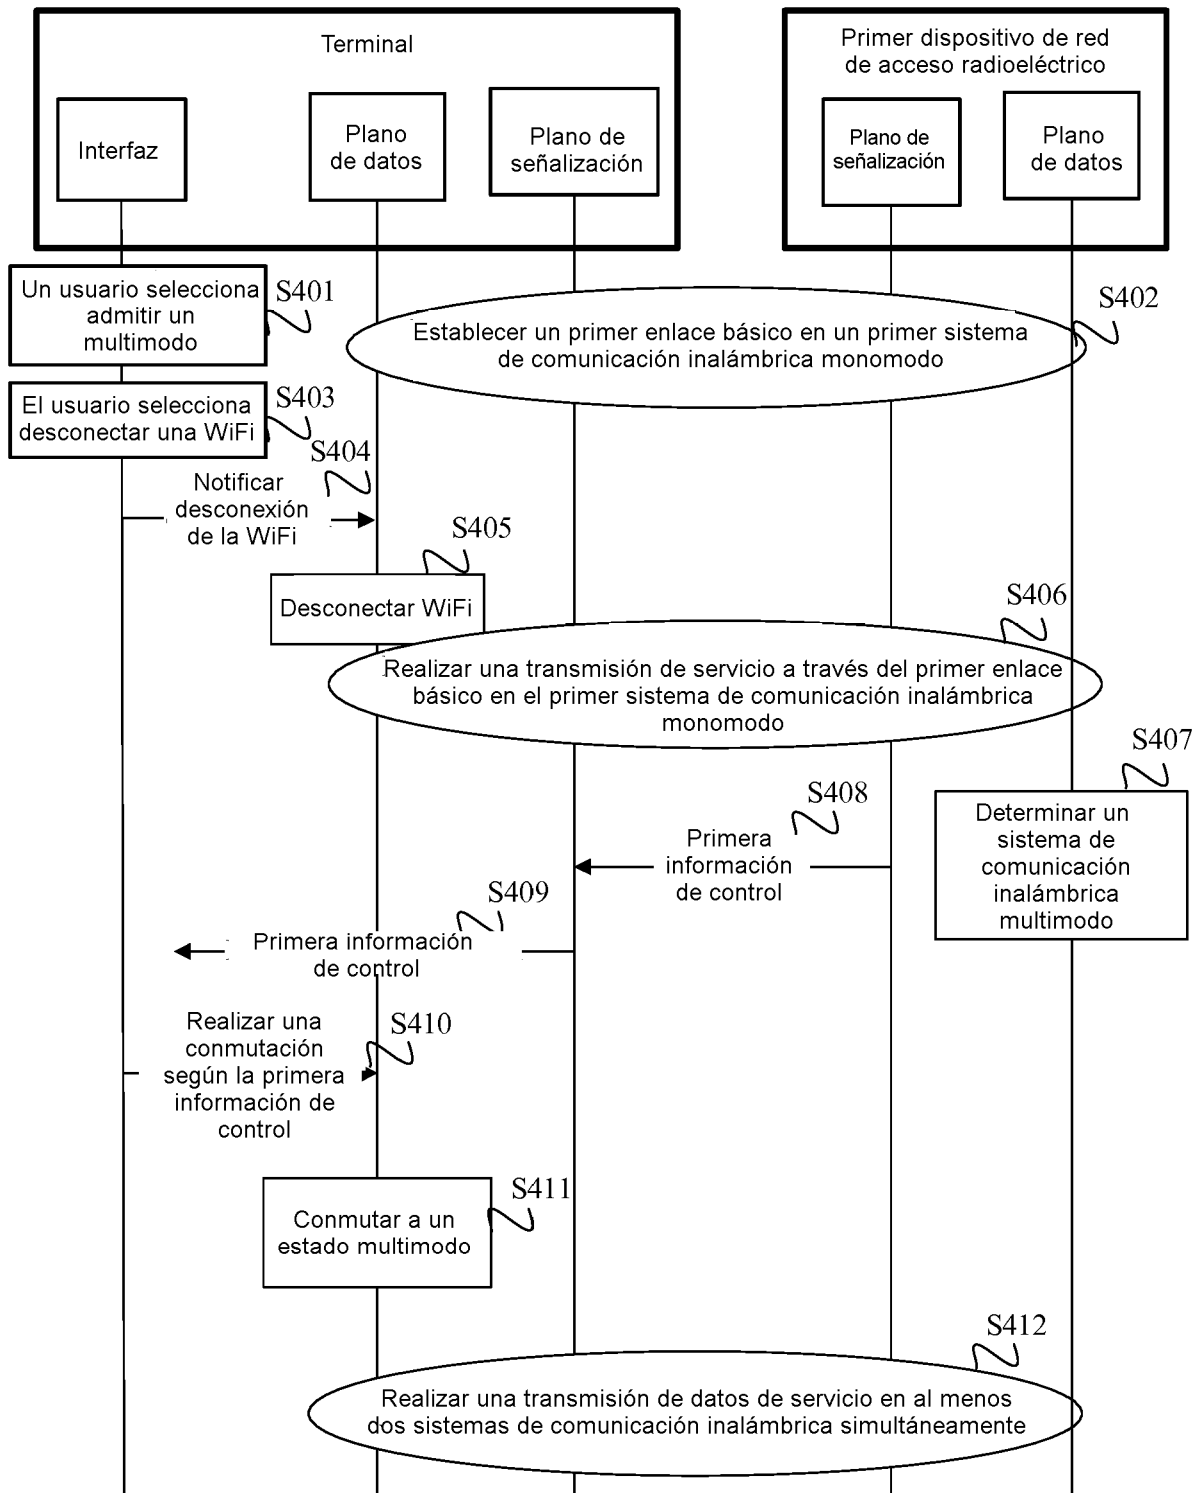 Terminal
Primer dispositivo de red
de acceso radioeléctrico
Interfaz
Plano
de datos
Plano de
señalización
Plano de
señalización
Plano
de datos
Un usuario selecciona
admitir un
multimodo
S401
Establecer un primer enlace básico en un primer sistema
de comunicación inalámbrica monomodo
S402
El usuario selecciona
desconectar una WiFi
S403
S404
Notificar
desconexión
de la WiFi
S405
Desconectar WiFi
S406
Realizar una transmisión de servicio a través del primer enlace
básico en el primer sistema de comunicación inalámbrica
monomodo
S407
Determinar un
sistema de
comunicación
inalámbrica
multimodo
S408
Primera
información
de control
S409
Primera información
de control
S410
Realizar una
conmutación
según la primera
información de
control
S411
Conmutar a un
estado multimodo
S412
Realizar una transmisión de datos de servicio en al menos
dos sistemas de comunicación inalámbrica simultáneamente